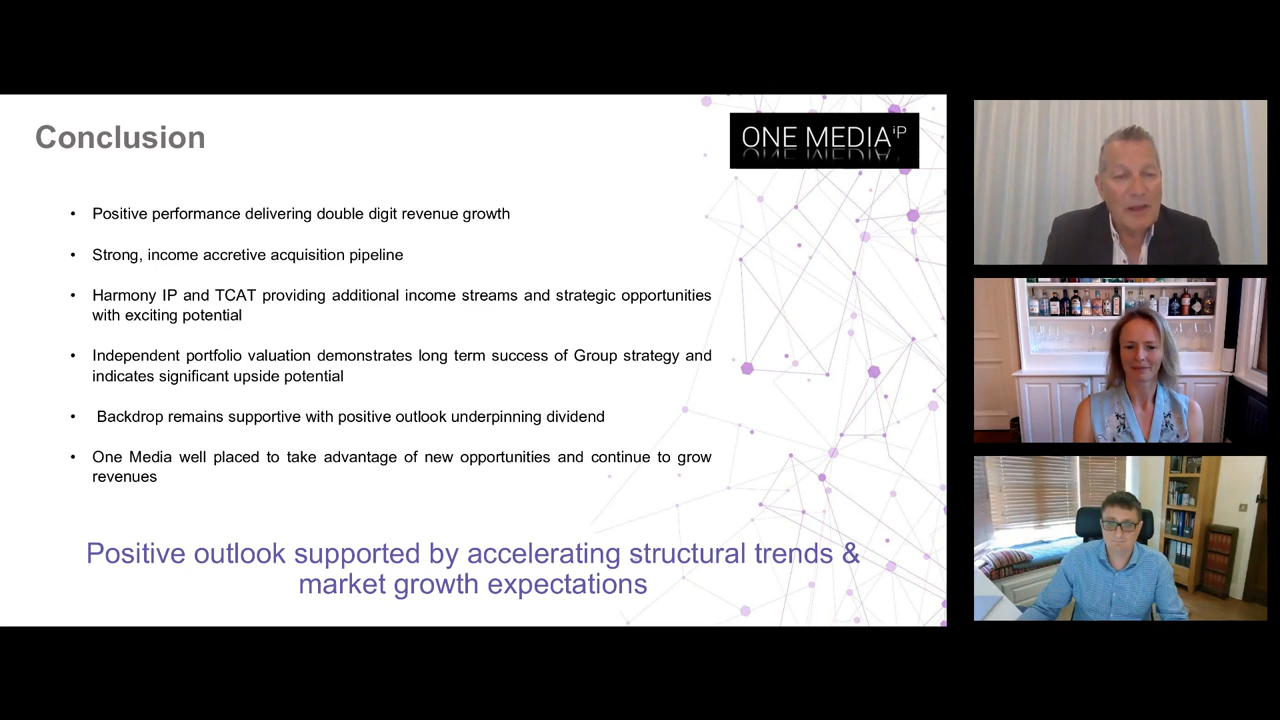 Conclusion
ONE MEDIA iP
• Positive performance delivering double digit revenue growth
• Strong, income accretive acquisition pipeline
• Harmony IP and TCAT providing additional income streams and strategic opportunities
with exciting potential
• Independent portfolio valuation demonstrates long term success of Group strategy and
indicates significant upside potential
• Backdrop remains supportive with positive outlook underpinning dividend
• One Media well placed to take advantage of new opportunities and continue to grow
revenues
Positive outlook supported by accelerating structural trends &
market growth expectations